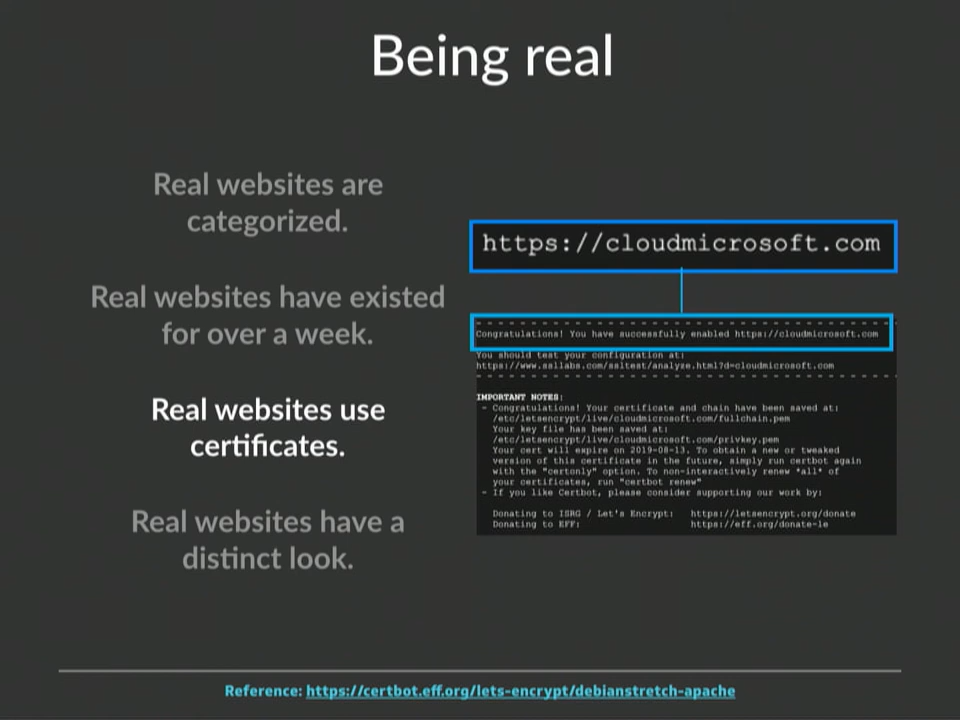 Being real
Real websites are
categorized.
Real websites have existed
for over a week.
Real websites use
certificates.
Real websites have a
distinct look.
https://cloudmicrosoft.com
Congratulations! You have successfully enabled https://cloudmicrosoft.com
You should test your configuration at:
https://www.ssllabs.com/ssltest/analyze.html?d=cloudmicrosoft.com
IMPORTANT NOTES:
- Congratulations! Your certificate and chain have been saved at:
/etc/letsencrypt/live/cloudmicrosoft.com/fullchain.pem
Your key file has been saved at:
/etc/letsencrypt/live/cloudmicrosoft.com/privkey.pem
Your cert will expire on 2019-08-13. To obtain a new or tweaked
version of this certificate in the future, simply run certbot again
with the "certonly" option. To non-interactively renew *all* of
your certificates, run "certbot renew"
- If you like Certbot, please consider supporting our work by:
Donating to ISRG / Let's Encrypt: https://letsencrypt.org/donate
Donating to EFF: https://eff.org/donate-le
Reference: https://certbot.eff.org/lets-encrypt/debianstretch-apache